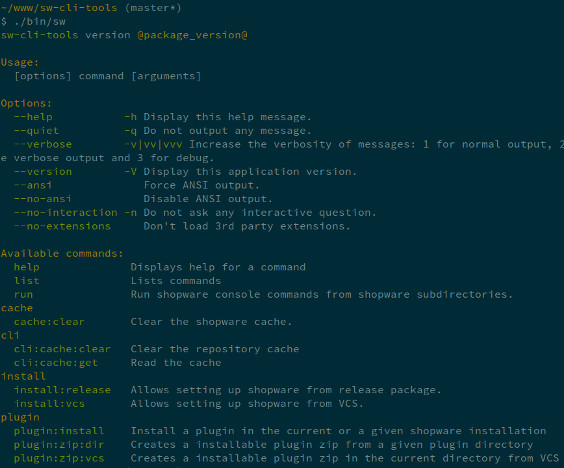 ~/www/sw-cli-tools (master*)
$ ./bin/sw
sw-cli-tools version @package_version@
Usage:
[options] command [arguments]
Options:
--help -h Display this help message.
--quiet -q Do not output any message.
--verbose -v|vv|vvv Increase the verbosity of messages: 1 for normal output, 2
e verbose output and 3 for debug.
--version -V Display this application version.
--ansi Force ANSI output.
--no-ansi Disable ANSI output.
--no-interaction -n Do not ask any interactive question.
--no-extensions Don't load 3rd party extensions.
Available commands:
help Displays help for a command
list Lists commands
run Run shopware console commands from shopware subdirectories.
cache
cache:clear Clear the shopware cache.
cli
cli:cache:clear Clear the repository cache
cli:cache:get Read the cache
install
install:release Allows setting up shopware from release package.
install:vcs Allows setting up shopware from VCS.
plugin
plugin:install Install a plugin in the current or a given shopware installation
plugin:zip:dir Creates a installable plugin zip from a given plugin directory
plugin:zip:vcs Creates a installable plugin zip in the current directory from VCS